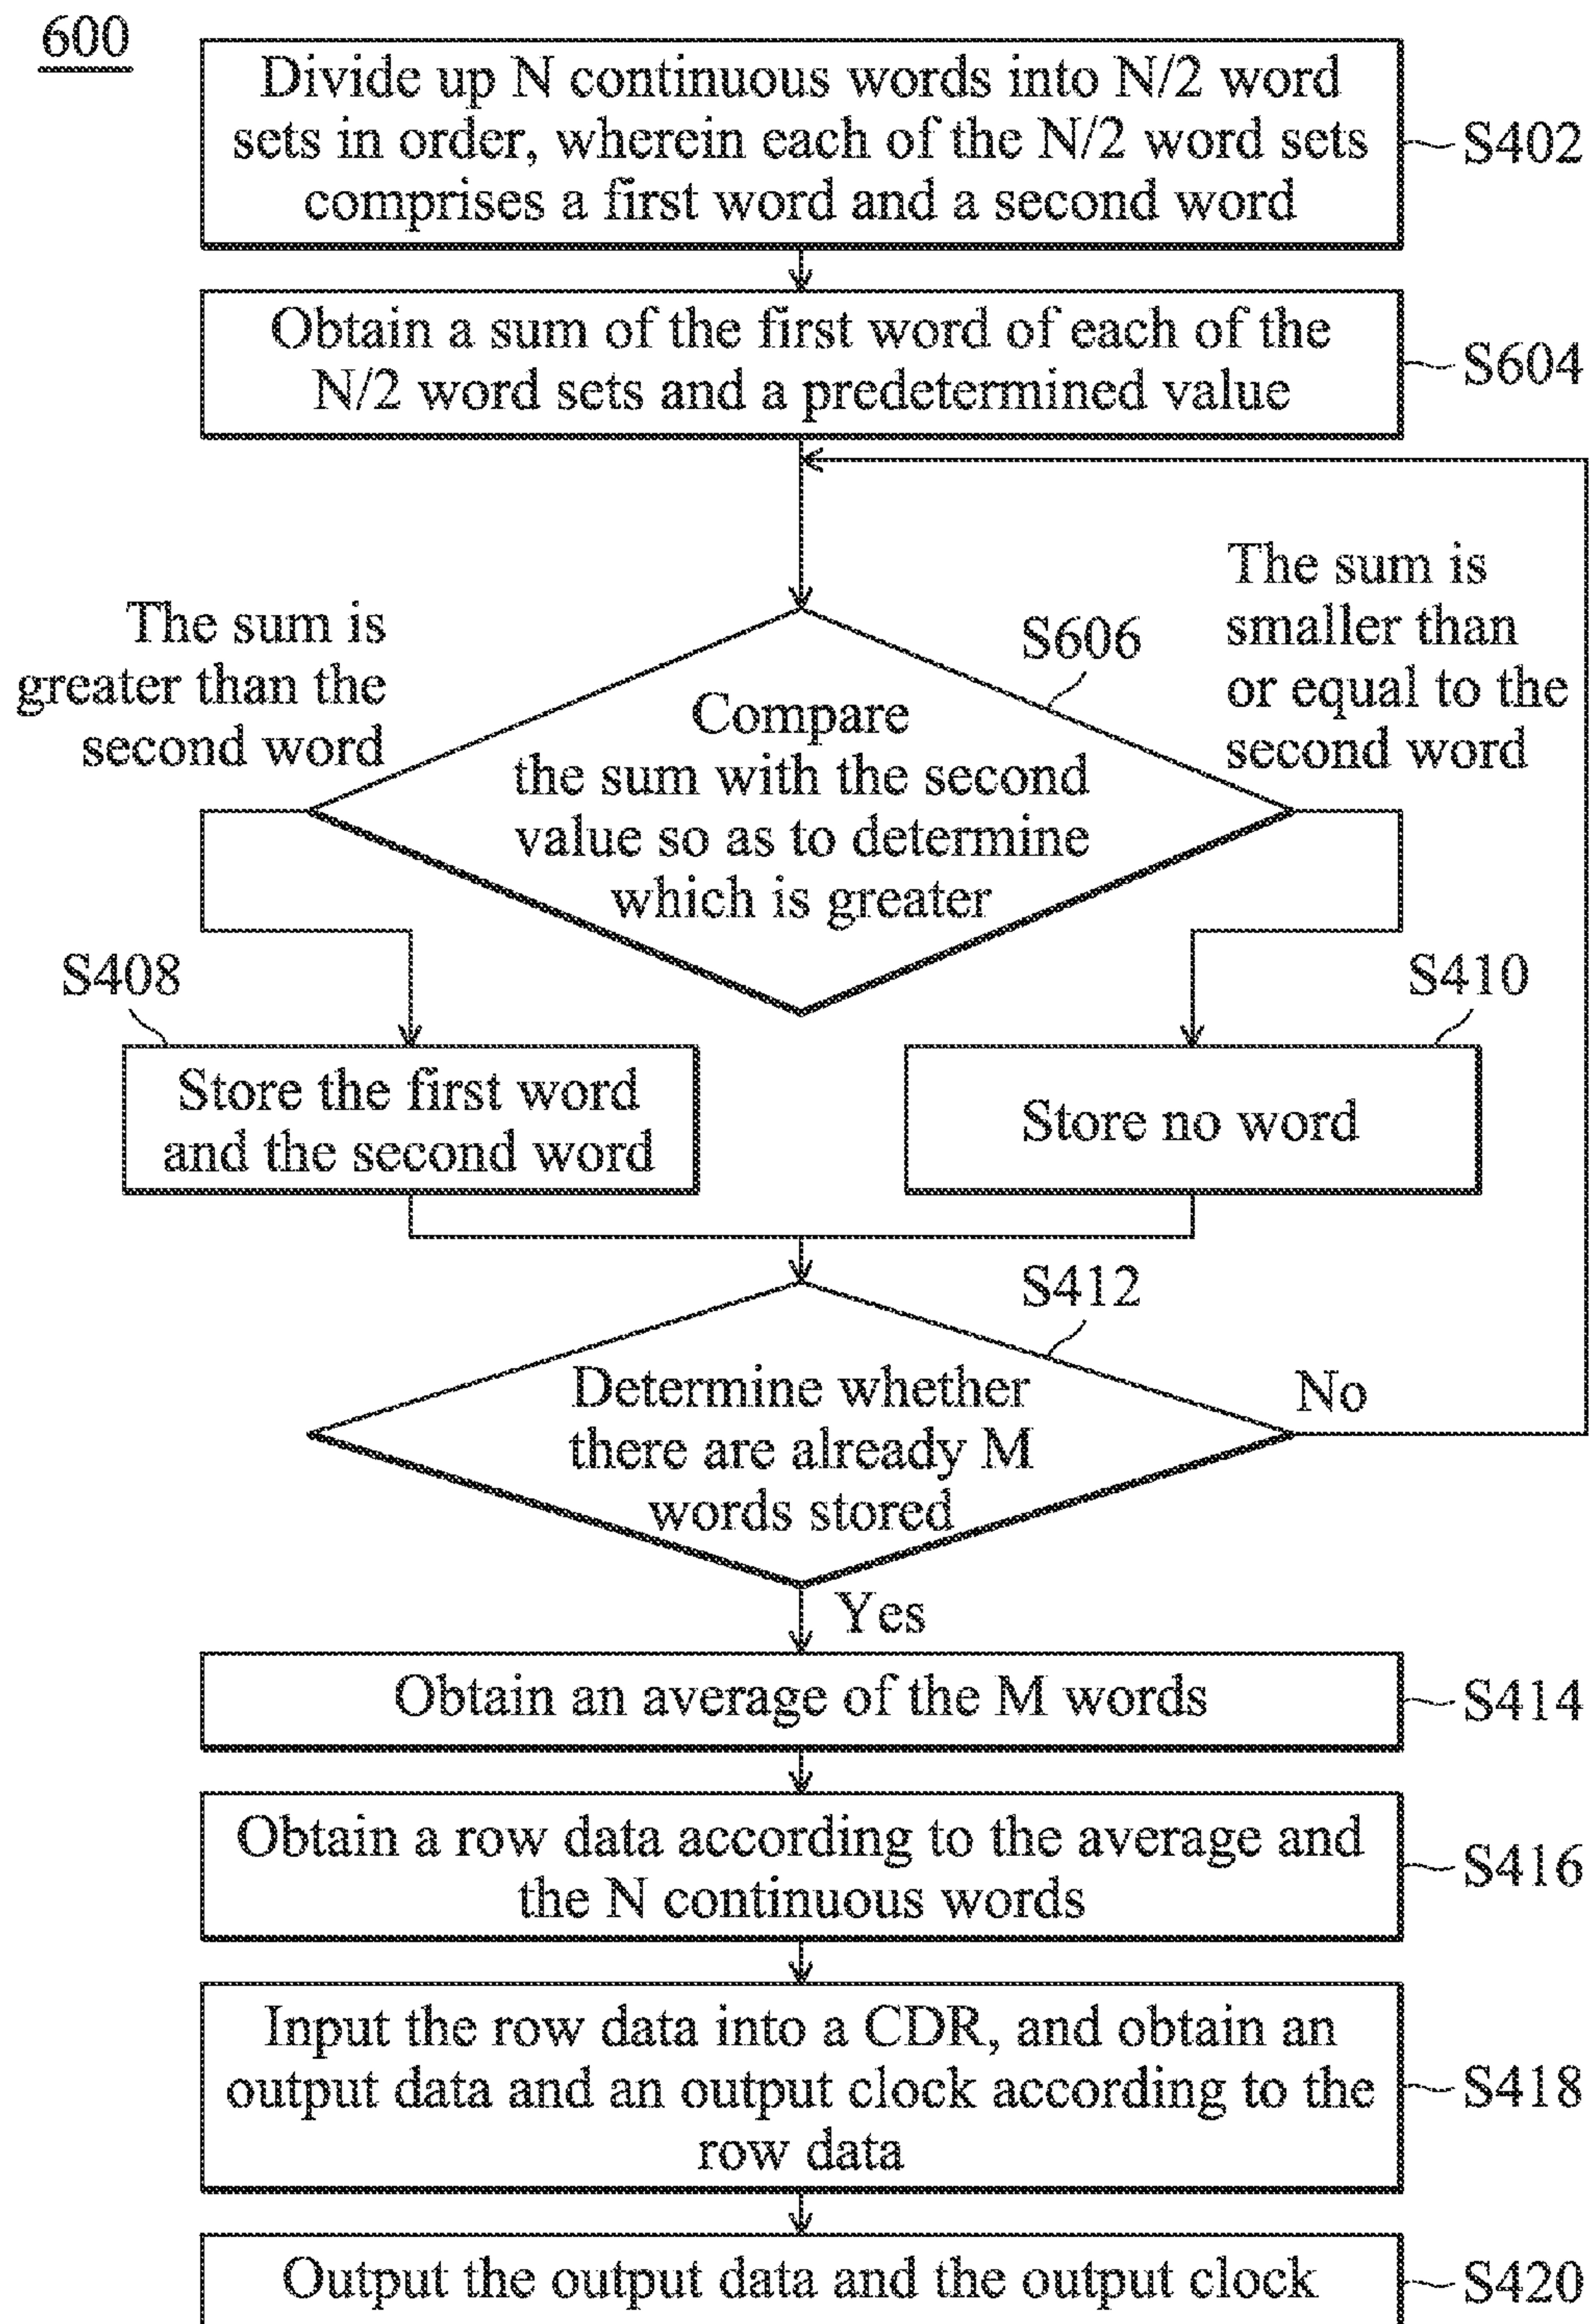 600
Divide up N continuous words into N/2 word
sets in order, wherein each of the N/2 word sets
comprises a first word and a second word
S402
Obtain a sum of the first word of each of the
N/2 word sets and a predetermined value
S604
The sum is
greater than the
second word
S606
The sum is
smaller than
or equal to the
second word
Compare
the sum with the second
value so as to determine
which is greater
S408
S410
Store the first word
and the second word
Store no word
S412
Determine whether
there are already M
words stored
No
Yes
Obtain an average of the M words
S414
Obtain a row data according to the average and
the N continuous words
S416
Input the row data into a CDR, and obtain an
output data and an output clock according to the
row data
S418
Output the output data and the output clock
S420